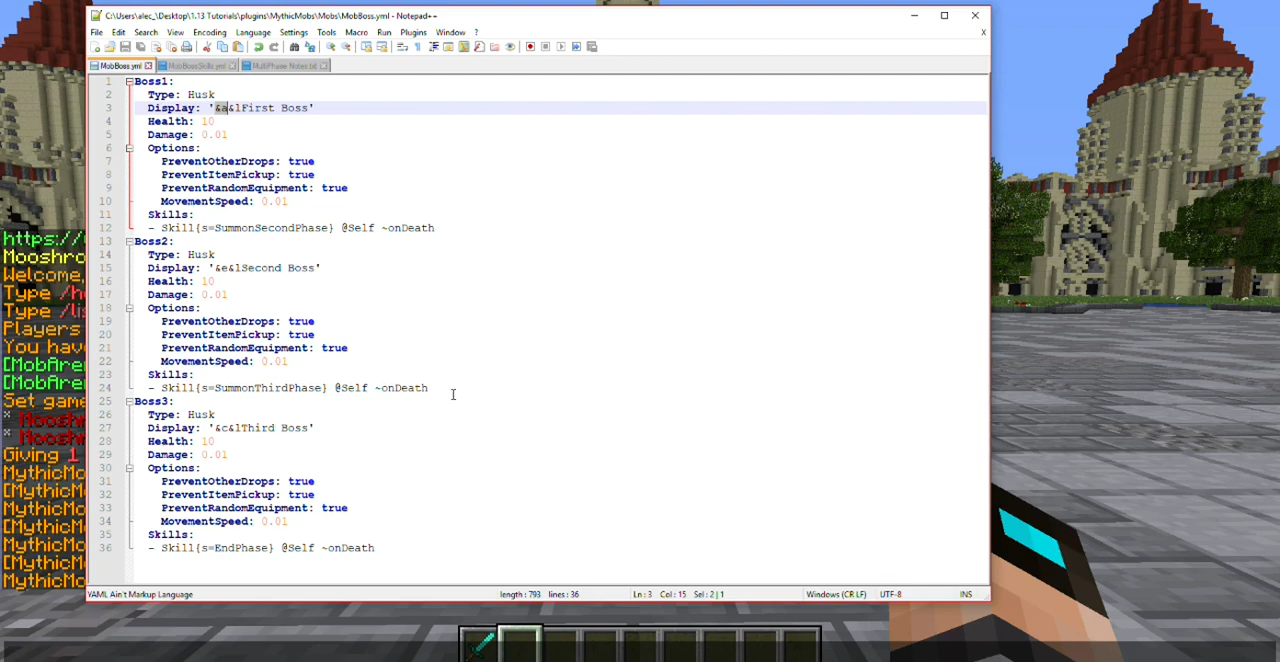 C:\Users\alec_\Desktop\1.13 Tutorials\plugins\MythicMobs\Mobs\MobBoss.yml - Notepad++
File Edit Search View Encoding Language Settings Tools Macro Run Plugins Window ? X
MobBoss.yml MobBossSkills.yml MultiPhase Notes.txt
1 Boss1:
2 Type: Husk
3 Display: '&a&lFirst Boss'
4 Health: 10
5 Damage: 0.01
6 Options:
7 PreventOtherDrops: true
8 PreventItemPickup: true
9 PreventRandomEquipment: true
10 MovementSpeed: 0.01
11 Skills:
12 - Skill{s=SummonSecondPhase} @Self ~onDeath
13 Boss2:
14 Type: Husk
15 Display: '&e&lSecond Boss'
16 Health: 10
17 Damage: 0.01
18 Options:
19 PreventOtherDrops: true
20 PreventItemPickup: true
21 PreventRandomEquipment: true
22 MovementSpeed: 0.01
23 Skills:
24 - Skill{s=SummonThirdPhase} @Self ~onDeath
25 Boss3:
26 Type: Husk
27 Display: '&c&lThird Boss'
28 Health: 10
29 Damage: 0.01
30 Options:
31 PreventOtherDrops: true
32 PreventItemPickup: true
33 PreventRandomEquipment: true
34 MovementSpeed: 0.01
35 Skills:
36 - Skill{s=EndPhase} @Self ~onDeath
YAML Ain't Markup Language length : 793 lines : 36 Ln : 3 Col : 15 Sel : 2 | 1 Windows (CR LF) UTF-8 INS
https://
Mooshro
Welcome,
Type /h
Type /li
Players
You have
[MobAre
[MobAre
Set game
* Moosh
* Moosh
Giving 1
MythicMo
[MythicM
MythicMo
[MythicM
MythicMo
[MythicM
MythicMo